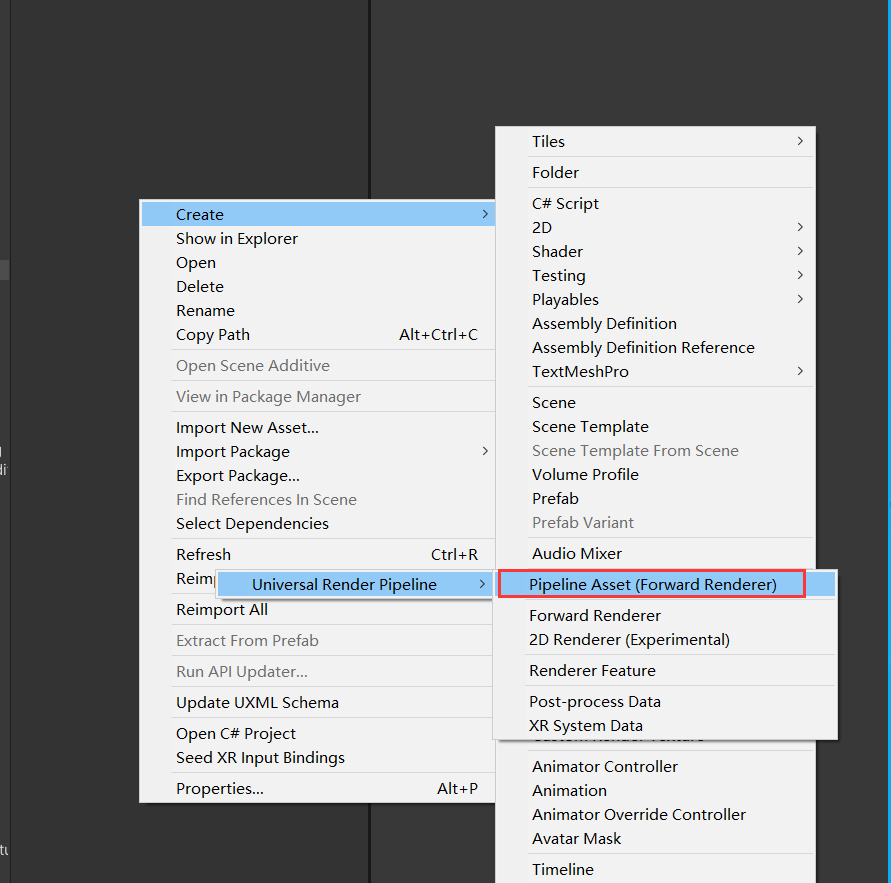 Create
Show in Explorer
Open
Delete
Rename
Copy Path Alt+Ctrl+C
Open Scene Additive
View in Package Manager
Import New Asset...
Import Package
Export Package...
Find References In Scene
Select Dependencies
Refresh Ctrl+R
Reimport All
Extract From Prefab
Run API Updater...
Update UXML Schema
Open C# Project
Seed XR Input Bindings
Properties... Alt+P
Tiles
Folder
C# Script
2D
Shader
Testing
Playables
Assembly Definition
Assembly Definition Reference
TextMeshPro
Scene
Scene Template
Scene Template From Scene
Volume Profile
Prefab
Prefab Variant
Audio Mixer
Universal Render Pipeline
Pipeline Asset (Forward Renderer)
Forward Renderer
2D Renderer (Experimental)
Renderer Feature
Post-process Data
XR System Data
Animator Controller
Animation
Animator Override Controller
Avatar Mask
Timeline